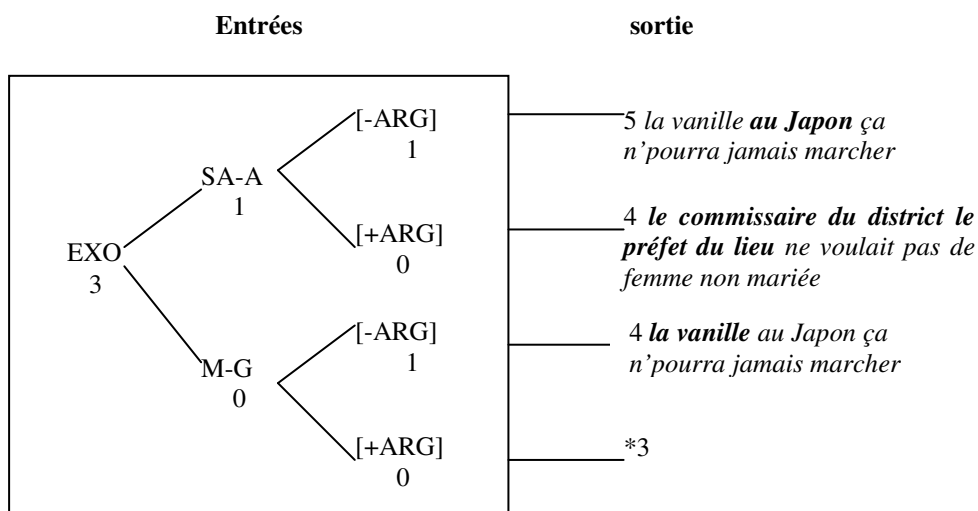 Entrées
sortie
[-ARG]
1
5 la vanille au Japon ça
n'pourra jamais marcher
SA-A
1
[+ARG]
0
4 le commissaire du district le
préfet du lieu ne voulait pas de
femme non mariée
EXO
3
[-ARG]
1
4 la vanille au Japon ça
n'pourra jamais marcher
M-G
0
[+ARG]
0
*3